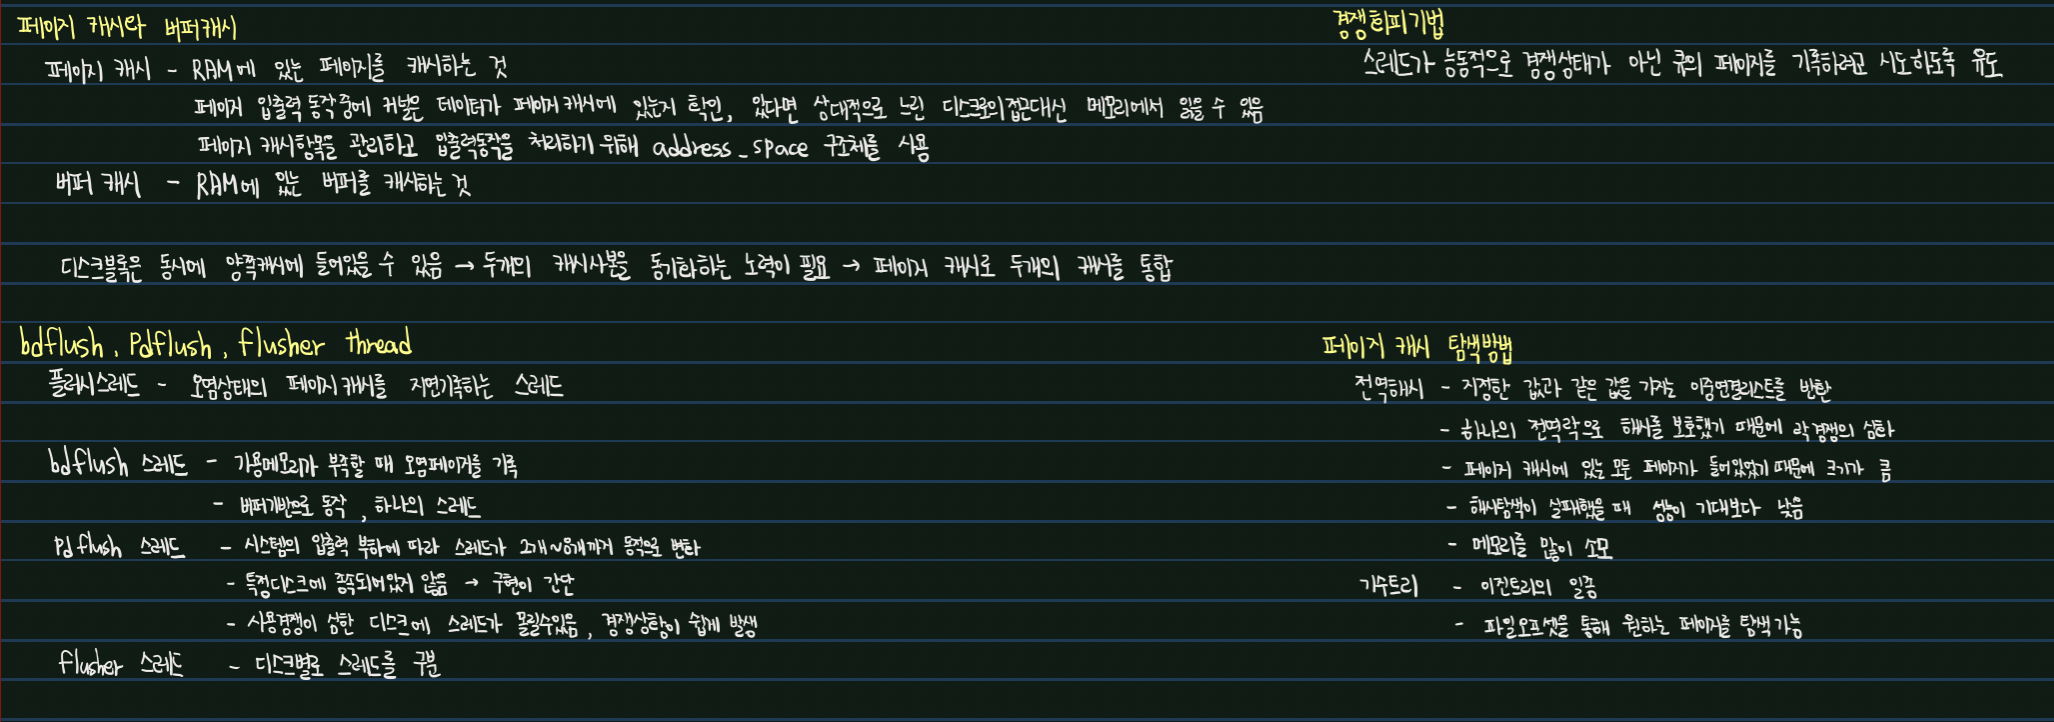 페이지 캐시와 버퍼캐시
페이지 캐시 - RAM에 있는 페이지를 캐시하는 것
페이지 입출력 동작중에 커널은 데이터가 페이지캐시에 있는지 확인, 있다면 상대적으로 느린 디스크로의접근대신 메모리에서 읽을 수 있음
페이지 캐시항목을 관리하고 입출력동작을 처리하기 위해 address_space 구조체를 사용
버퍼 캐시 - RAM에 있는 버퍼를 캐시하는 것
디스크블록은 동시에 양쪽캐시에 들어있을 수 있음 → 두개의 캐시사본을 동기화하는 노력이 필요 → 페이지 캐시로 두개의 캐시를 통합
경쟁회피기법
스레드가 능동적으로 경쟁상태가 아닌 큐의 페이지를 기록하려고 시도하도록 유도
bdflush, Pdflush, flusher thread
플러시스레드 - 오염상태의 페이지캐시를 지연기록하는 스레드
bdflush 스레드 - 가용메모리가 부족할 때 오염페이지를 기록
- 버퍼기반으로 동작, 하나의 스레드
Pdflush 스레드 - 시스템의 입출력 부하에 따라 스레드가 2개~8개까지 동적으로 변화
- 특정디스크에 종속되어있지 않음 → 구현이 간단
- 사용경쟁이 심한 디스크에 스레드가 몰릴수있음, 경쟁상황이 쉽게 발생
flusher 스레드 - 디스크별로 스레드를 구분
페이지 캐시 탐색방법
전역해시 - 지정한 값과 같은 값을 가지는 이중연결리스트를 반환
- 하나의 전역락으로 해시를 보호했기 때문에 락경쟁의 심화
- 페이지 캐시에 있는 모든 페이지가 들어있었기때문에 크기가 큼
- 해시탐색이 실패했을 때 성능이 기대보다 낮음
- 메모리를 많이 소모
기수트리 - 이진트리의 일종
- 파일오프셋을 통해 원하는 페이지를 탐색가능